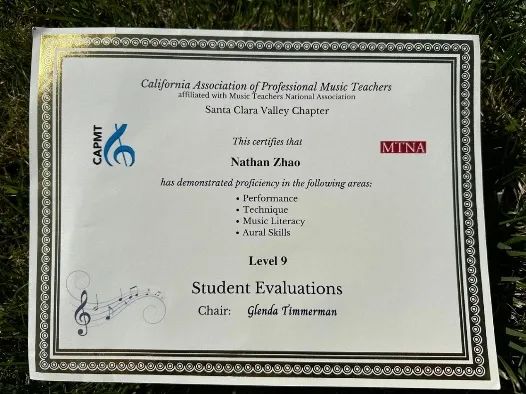 California Association of Professional Music Teachers
affiliated with Music Teachers National Association
Santa Clara Valley Chapter
CAPMT
This certifies that
MTNA
Nathan Zhao
has demonstrated proficiency in the following areas:
• Performance
• Technique
• Music Literacy
• Aural Skills
Level 9
Student Evaluations
Chair: Glenda Timmerman